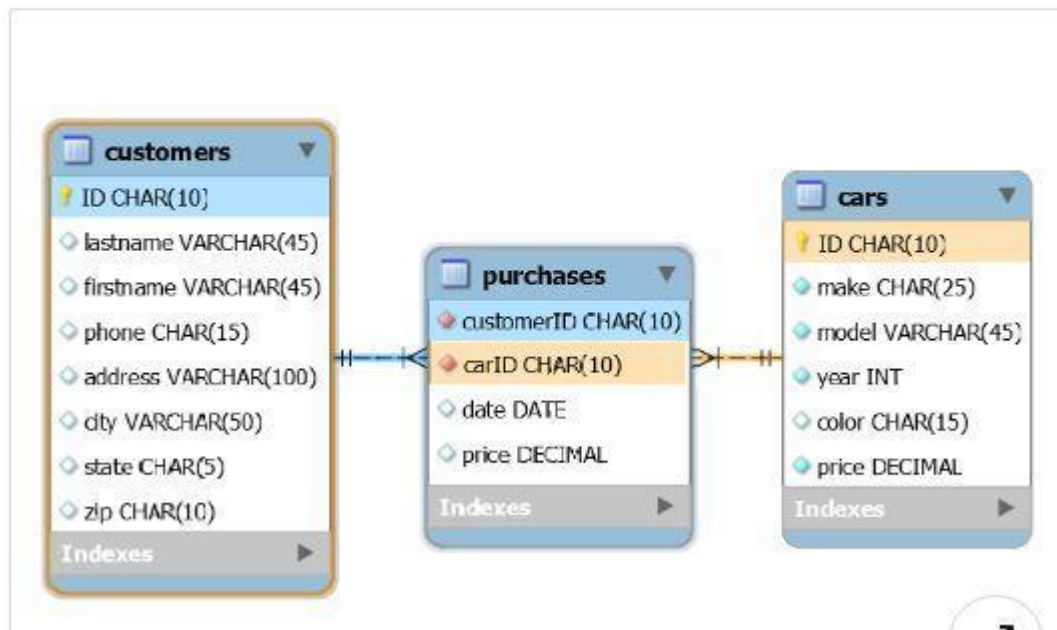 customers
ID CHAR(10)
lastname VARCHAR(45)
firstname VARCHAR(45)
phone CHAR(15)
address VARCHAR(100)
city VARCHAR(50)
state CHAR(5)
zip CHAR(10)
Indexes
purchases
customerID CHAR(10)
carID CHAR(10)
date DATE
price DECIMAL
Indexes
cars
ID CHAR(10)
make CHAR(25)
model VARCHAR(45)
year INT
color CHAR(15)
price DECIMAL
Indexes